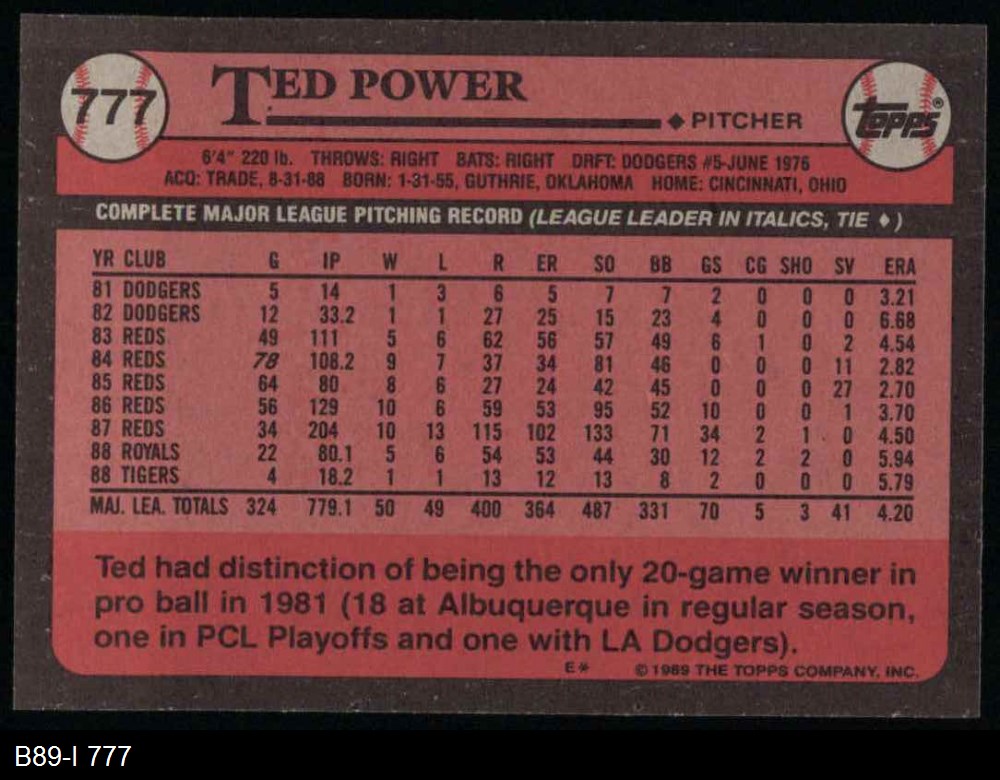 777
TED POWER
◆ PITCHER
Topps®
6'4" 220 lb. THROWS: RIGHT BATS: RIGHT DRFT: DODGERS #5-JUNE 1976
ACQ: TRADE, 8-31-88 BORN: 1-31-55, GUTHRIE, OKLAHOMA HOME: CINCINNATI, OHIO
COMPLETE MAJOR LEAGUE PITCHING RECORD (LEAGUE LEADER IN ITALICS, TIE ♦)
YR CLUB G IP W L R ER SO BB GS CG SHO SV ERA
81 DODGERS 5 14 1 3 6 5 7 7 2 0 0 0 3.21
82 DODGERS 12 33.2 1 1 27 25 15 23 4 0 0 0 6.68
83 REDS 49 111 5 6 62 56 57 49 6 1 0 2 4.54
84 REDS 78 108.2 9 7 37 34 81 46 0 0 0 11 2.82
85 REDS 64 80 8 6 27 24 42 45 0 0 0 27 2.70
86 REDS 56 129 10 6 59 53 95 52 10 0 0 1 3.70
87 REDS 34 204 10 13 115 102 133 71 34 2 1 0 4.50
88 ROYALS 22 80.1 5 6 54 53 44 30 12 2 2 0 5.94
88 TIGERS 4 18.2 1 1 13 12 13 8 2 0 0 0 5.79
MAJ. LEA. TOTALS 324 779.1 50 49 400 364 487 331 70 5 3 41 4.20
Ted had distinction of being the only 20-game winner in
pro ball in 1981 (18 at Albuquerque in regular season,
one in PCL Playoffs and one with LA Dodgers).
E* © 1989 THE TOPPS COMPANY, INC.
B89-I 777